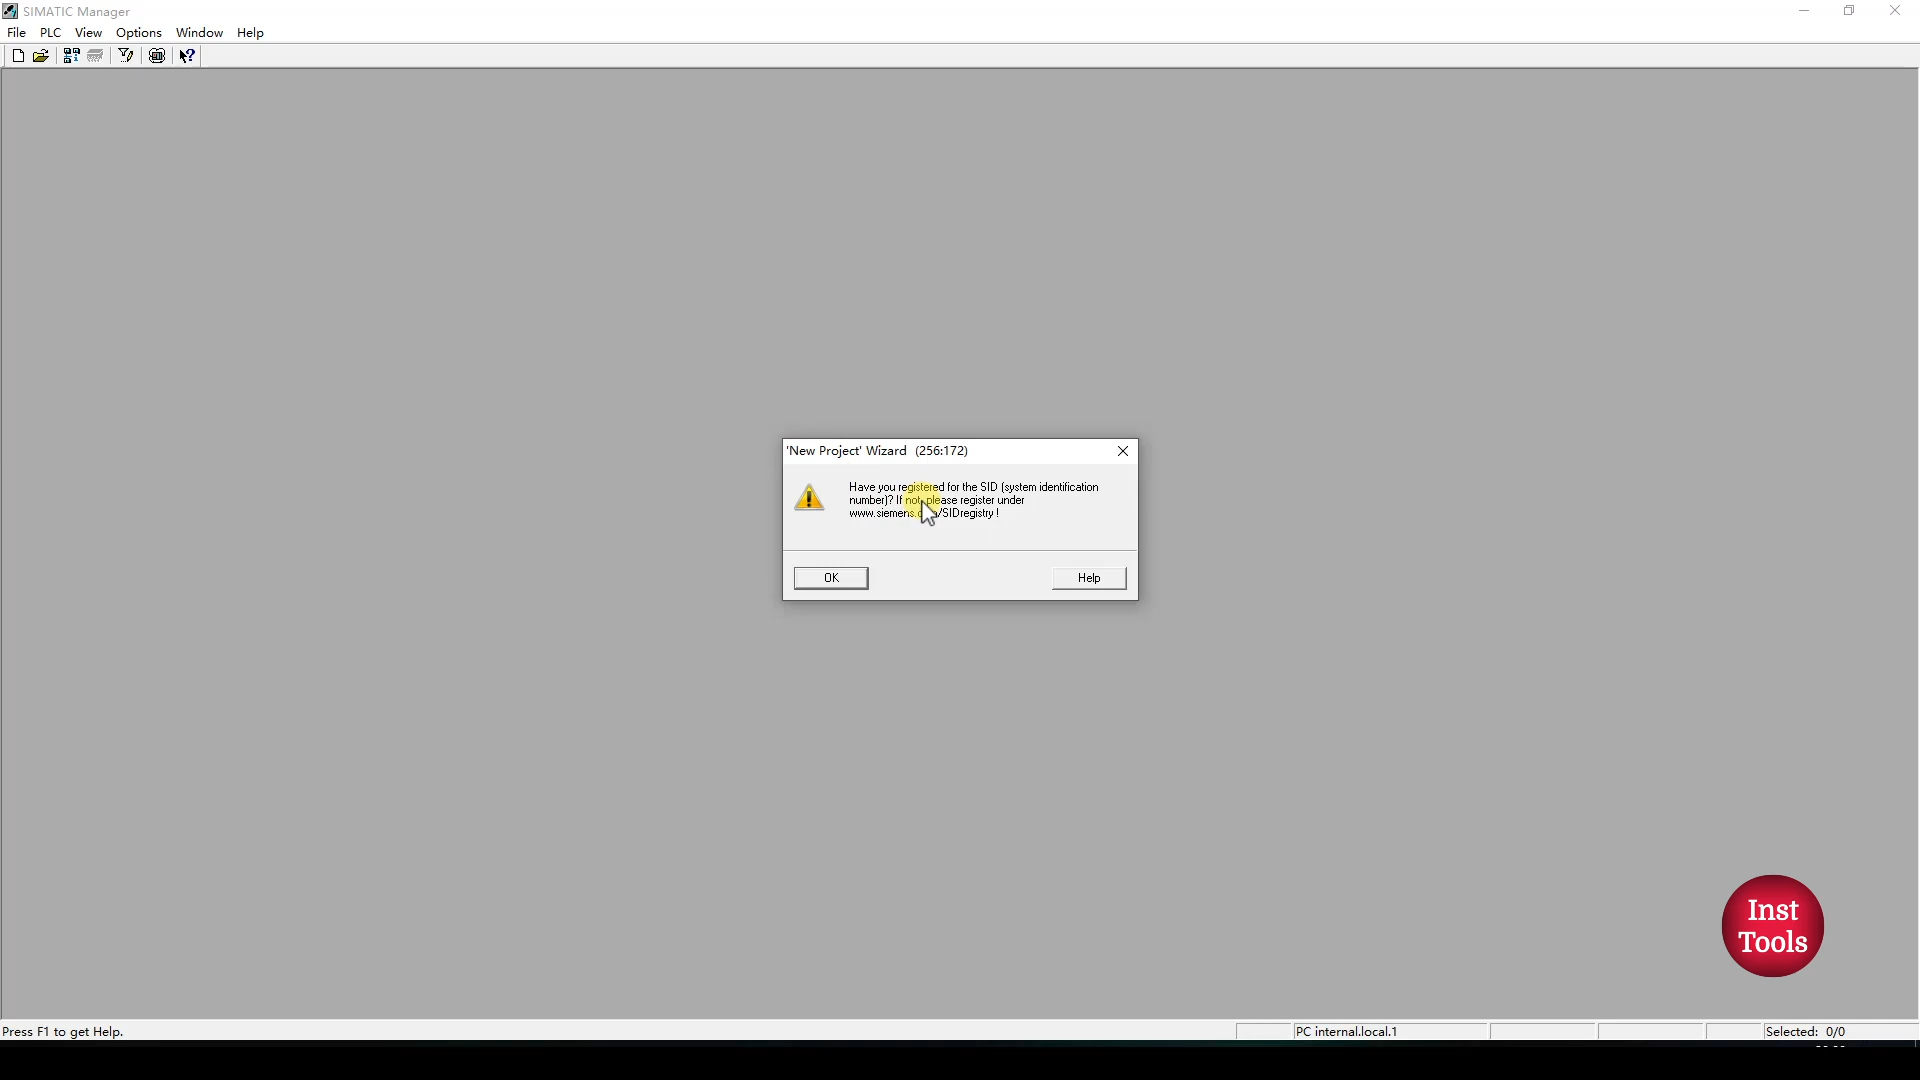 SIMATIC Manager
File PLC View Options Window Help
'New Project' Wizard (256:172)
Have you registered for the SID (system identification
number)? If not, please register under
www.siemens. /SIDregistry !
OK Help
Inst
Tools
Press F1 to get Help. PC internal.local.1 Selected: 0/0